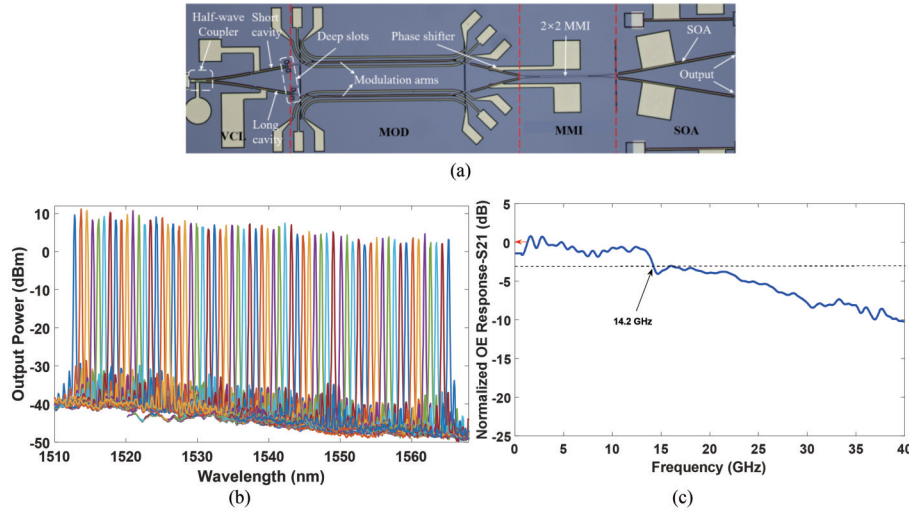 Half-wave
Coupler
Short
cavity
Deep slots
Phase shifter
2×2 MMI
SOA
Output
Modulation arms
Long
cavity
VCL
MOD
MMI
SOA
(a)
Output Power (dBm)
10
0
-10
-20
-30
-40
-50
1510
1520
1530
1540
1550
1560
Wavelength (nm)
(b)
Normalized OE Response-S21 (dB)
5
0
-5
-10
-15
-20
-25
14.2 GHz
0
5
10
15
20
25
30
35
40
Frequency (GHz)
(c)